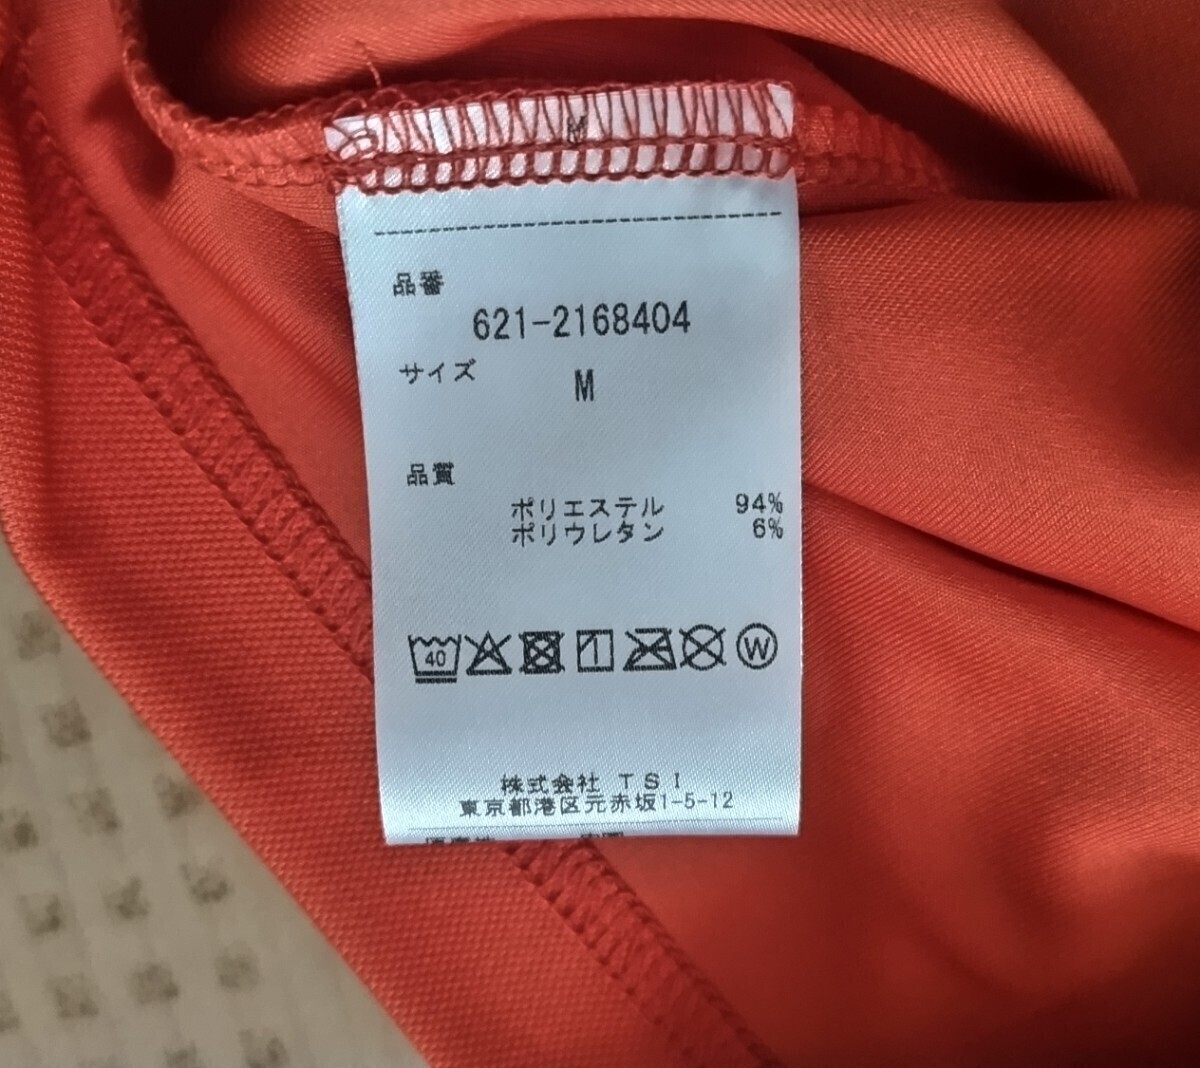 M
品番
621-2168404
サイズ
M
品質
ポリエステル 94%
ポリウレタン 6%
40 W
株式会社 TSI
東京都港区元赤坂1-5-12